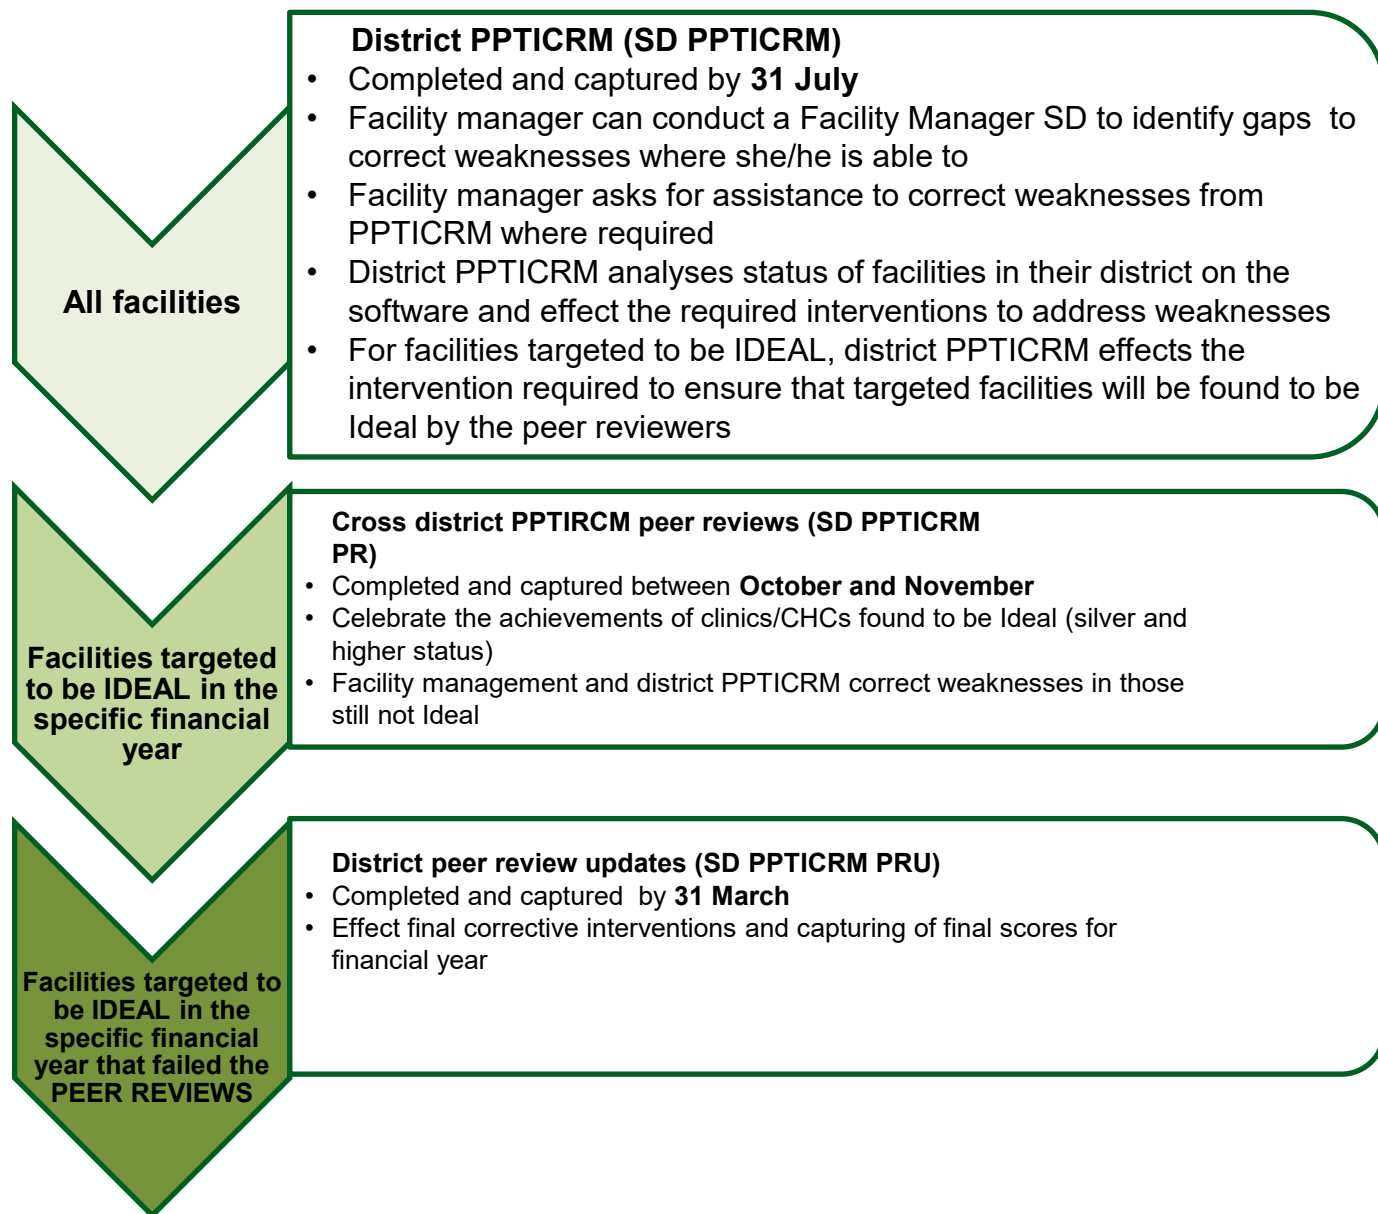 All facilities
District PPTICRM (SD PPTICRM)
• Completed and captured by 31 July
• Facility manager can conduct a Facility Manager SD to identify gaps to
correct weaknesses where she/he is able to
• Facility manager asks for assistance to correct weaknesses from
PPTICRM where required
• District PPTICRM analyses status of facilities in their district on the
software and effect the required interventions to address weaknesses
• For facilities targeted to be IDEAL, district PPTICRM effects the
intervention required to ensure that targeted facilities will be found to be
Ideal by the peer reviewers
Facilities targeted
to be IDEAL in the
specific financial
year
Cross district PPTIRCM peer reviews (SD PPTICRM
PR)
• Completed and captured between October and November
• Celebrate the achievements of clinics/CHCs found to be Ideal (silver and
higher status)
• Facility management and district PPTICRM correct weaknesses in those
still not Ideal
Facilities targeted to
be IDEAL in the
specific financial
year that failed the
PEER REVIEWS
District peer review updates (SD PPTICRM PRU)
• Completed and captured by 31 March
• Effect final corrective interventions and capturing of final scores for
financial year